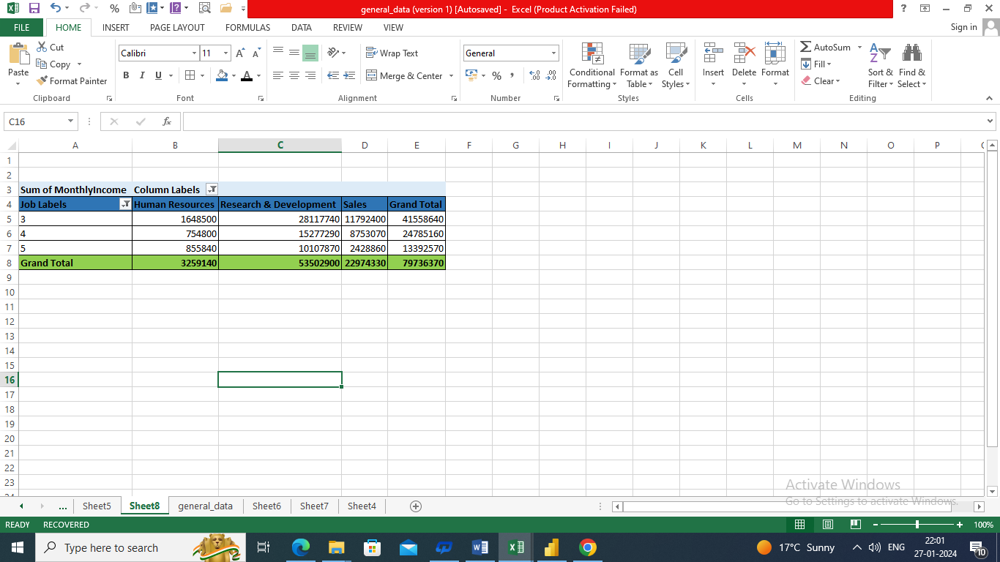 general_data (version 1) [Autosaved] - Excel (Product Activation Failed)
FILE HOME INSERT PAGE LAYOUT FORMULAS DATA REVIEW VIEW Sign in
Paste Cut Copy Format Painter Clipboard
Calibri 11 B I U A Font
Wrap Text Merge & Center Alignment
General % Number
Conditional Formatting Format as Table Cell Styles Styles
Insert Delete Format Cells
AutoSum Fill Clear Sort & Filter Find & Select Editing
C16 fx
A B C D E F G H I J K L M N O P
1
2
3 Sum of MonthlyIncome Column Labels
4 Job Labels Human Resources Research & Development Sales Grand Total
5 3 1648500 28117740 11792400 41558640
6 4 754800 15277290 8753070 24785160
7 5 855840 10107870 2428860 13392570
8 Grand Total 3259140 53502900 22974330 79736370
9
10
11
12
13
14
15
16
17
18
19
20
21
22
23
Activate Windows
Go to Settings to activate Windows.
... Sheet5 Sheet8 general_data Sheet6 Sheet7 Sheet4
READY RECOVERED 100%
Type here to search 17°C Sunny ENG 22:01
27-01-2024 10